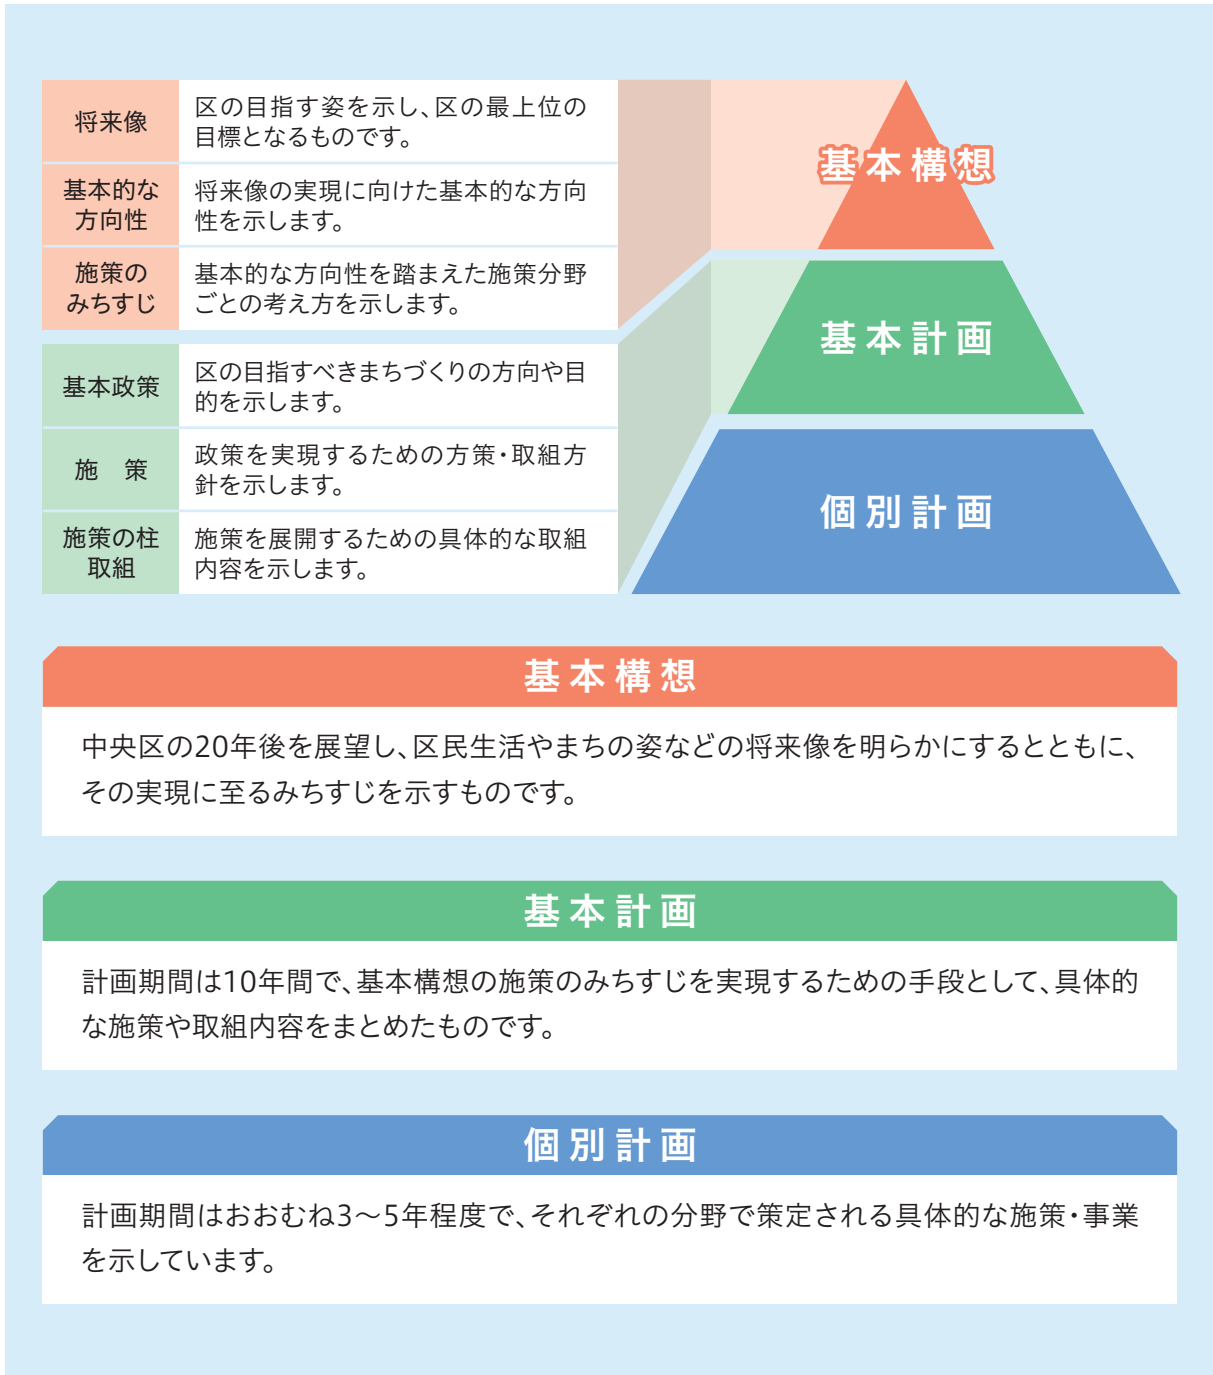 将来像
区の目指す姿を示し、区の最上位の
目標となるものです。
基本的な
方向性
将来像の実現に向けた基本的な方向
性を示します。
施策の
みちすじ
基本的な方向性を踏まえた施策分野
ごとの考え方を示します。
基本政策
区の目指すべきまちづくりの方向や目
的を示します。
施　策
政策を実現するための方策・取組方
針を示します。
施策の柱
取組
施策を展開するための具体的な取組
内容を示します。
基本構想
基本計画
個別計画
基本構想
中央区の20年後を展望し、区民生活やまちの姿などの将来像を明らかにするとともに、
その実現に至るみちすじを示すものです。
基本計画
計画期間は10年間で、基本構想の施策のみちすじを実現するための手段として、具体的
な施策や取組内容をまとめたものです。
個別計画
計画期間はおおむね3～5年程度で、それぞれの分野で策定される具体的な施策・事業
を示しています。